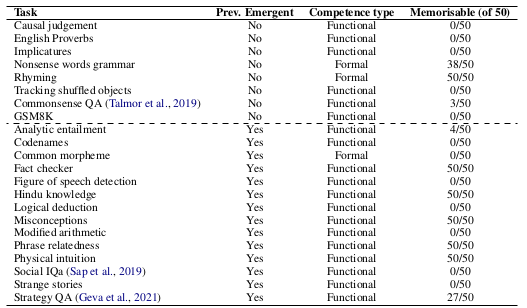 Task Prev. Emergent Competence type Memorisable (of 50)
Causal judgement No Functional 0/50
English Proverbs No Functional 0/50
Implicatures No Functional 0/50
Nonsense words grammar No Formal 38/50
Rhyming No Formal 50/50
Tracking shuffled objects No Functional 0/50
Commonsense QA (Talmor et al., 2019) No Functional 3/50
GSM8K No Functional 0/50
Analytic entailment Yes Functional 4/50
Codenames Yes Functional 0/50
Common morpheme Yes Formal 0/50
Fact checker Yes Functional 50/50
Figure of speech detection Yes Functional 0/50
Hindu knowledge Yes Functional 50/50
Logical deduction Yes Functional 0/50
Misconceptions Yes Functional 50/50
Modified arithmetic Yes Functional 0/50
Phrase relatedness Yes Functional 50/50
Physical intuition Yes Functional 50/50
Social IQa (Sap et al., 2019) Yes Functional 0/50
Strange stories Yes Functional 0/50
Strategy QA (Geva et al., 2021) Yes Functional 27/50